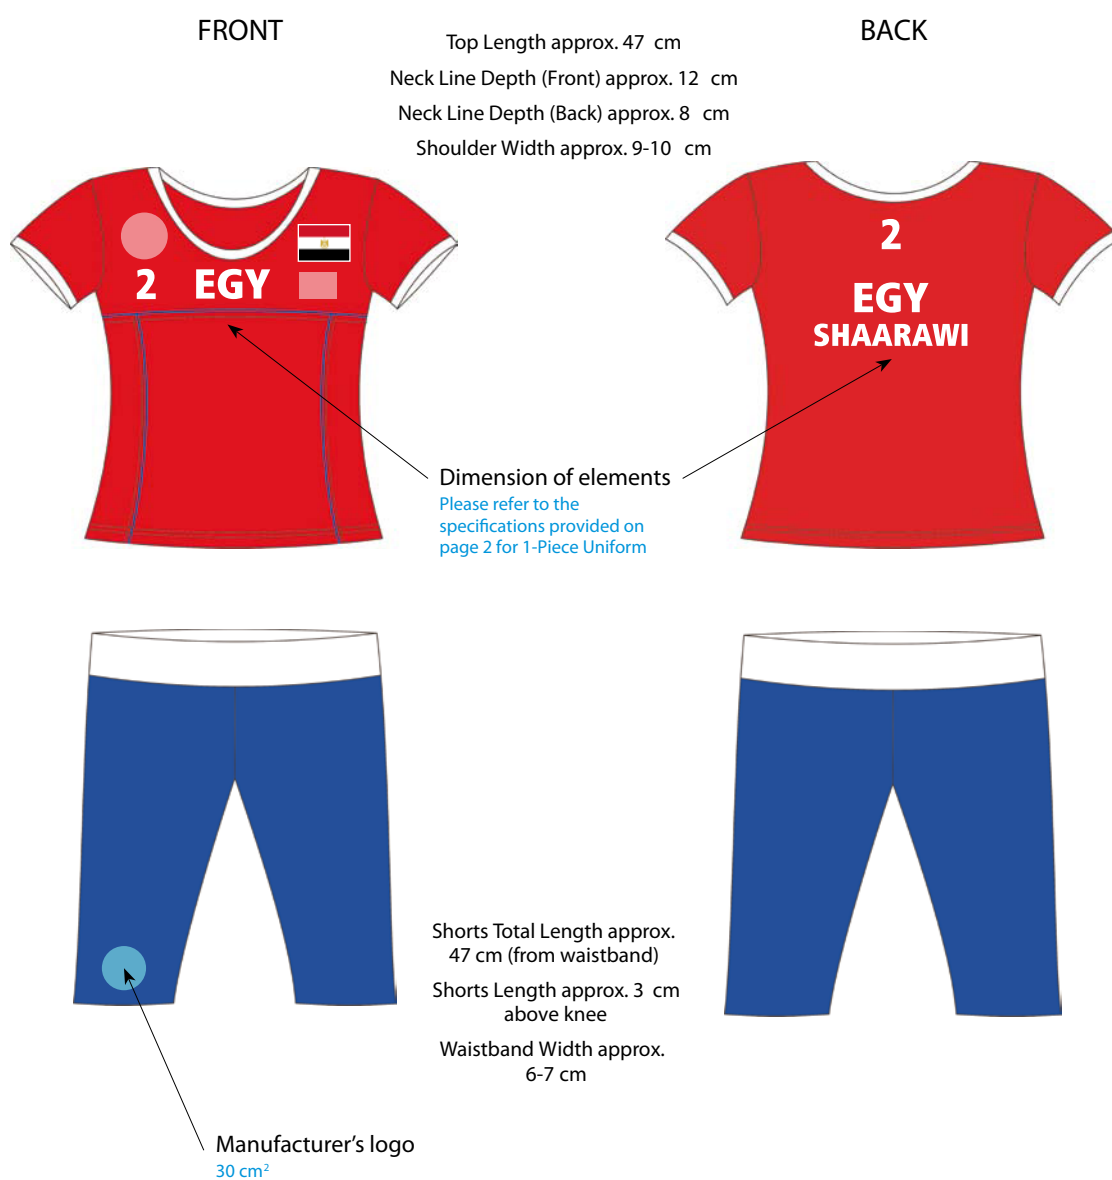 FRONT
BACK
Top Length approx. 47 cm
Neck Line Depth (Front) approx. 12 cm
Neck Line Depth (Back) approx. 8 cm
Shoulder Width approx. 9-10 cm
2 EGY
2
EGY
SHAARAWI
Dimension of elements
Please refer to the
specifications provided on
page 2 for 1-Piece Uniform
Shorts Total Length approx.
47 cm (from waistband)
Shorts Length approx. 3 cm
above knee
Waistband Width approx.
6-7 cm
Manufacturer’s logo
30 cm²